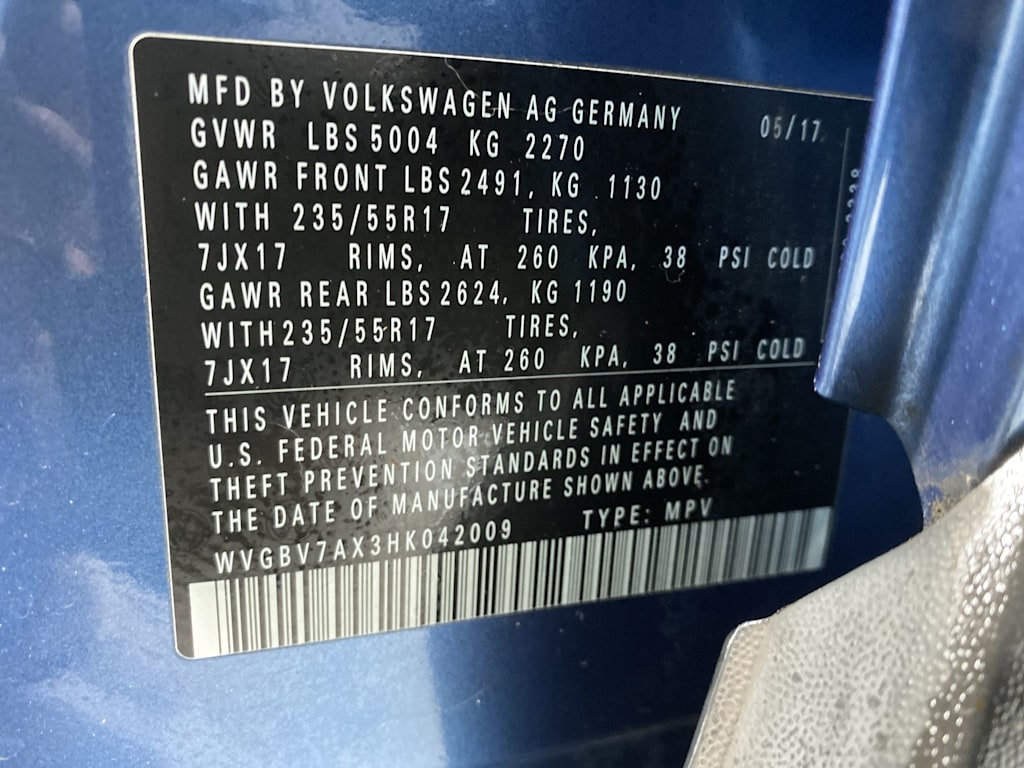 MFD BY VOLKSWAGEN AG GERMANY 05/17
GVWR LBS 5004 KG 2270
GAWR FRONT LBS 2491, KG 1130
WITH 235/55R17 TIRES,
7JX17 RIMS, AT 260 KPA, 38 PSI COLD
GAWR REAR LBS 2624, KG 1190
WITH 235/55R17 TIRES,
7JX17 RIMS, AT 260 KPA, 38 PSI COLD
THIS VEHICLE CONFORMS TO ALL APPLICABLE
U.S. FEDERAL MOTOR VEHICLE SAFETY AND
THEFT PREVENTION STANDARDS IN EFFECT ON
THE DATE OF MANUFACTURE SHOWN ABOVE.
WVGBV7AX3HK042009 TYPE: MPV